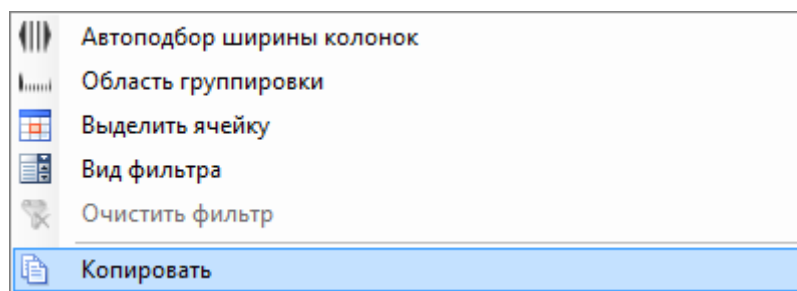 Автоподбор ширины колонок
Область группировки
Выделить ячейку
Вид фильтра
Очистить фильтр
Копировать